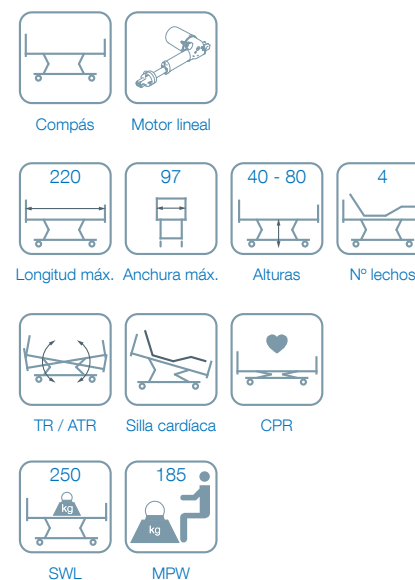 Compás Motor lineal
220 97 40 - 80 4
Longitud máx. Anchura máx. Alturas Nº lechos
TR / ATR Silla cardíaca CPR
250 185
kg kg
SWL MPW